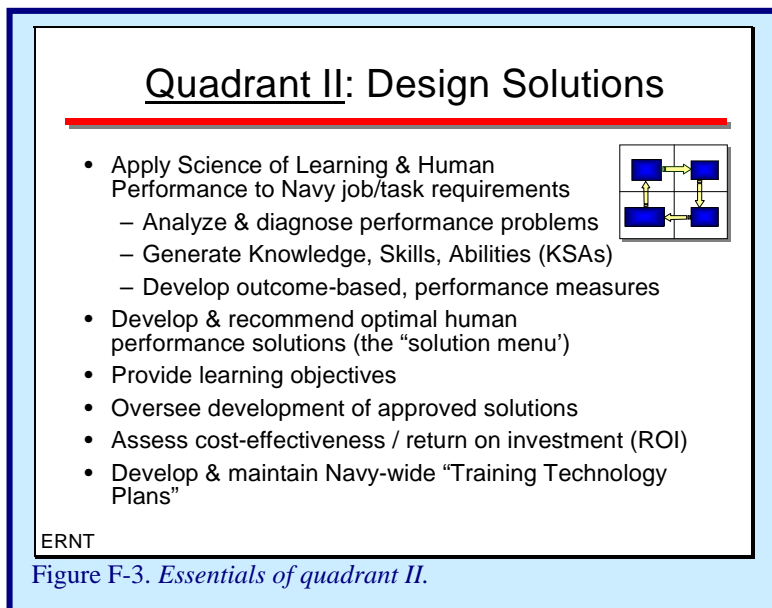 Quadrant II: Design Solutions
• Apply Science of Learning & Human
Performance to Navy job/task requirements
– Analyze & diagnose performance problems
– Generate Knowledge, Skills, Abilities (KSAs)
– Develop outcome-based, performance measures
• Develop & recommend optimal human
performance solutions (the “solution menu’)
• Provide learning objectives
• Oversee development of approved solutions
• Assess cost-effectiveness / return on investment (ROI)
• Develop & maintain Navy-wide “Training Technology
Plans”
ERNT
Figure F-3. Essentials of quadrant II.